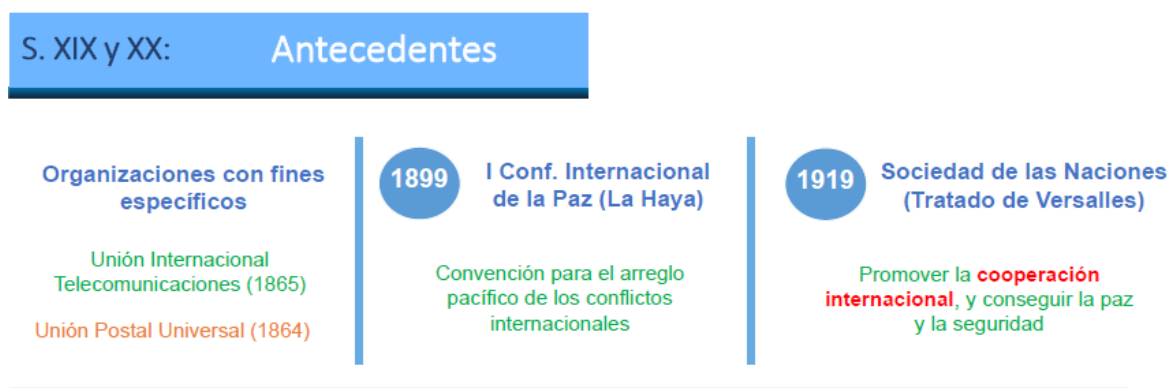 S. XIX y XX: Antecedentes
Organizaciones con fines
específicos
Unión Internacional
Telecomunicaciones (1865)
Unión Postal Universal (1864)
1899
I Conf. Internacional
de la Paz (La Haya)
Convención para el arreglo
pacífico de los conflictos
internacionales
1919
Sociedad de las Naciones
(Tratado de Versalles)
Promover la cooperación
internacional, y conseguir la paz
y la seguridad